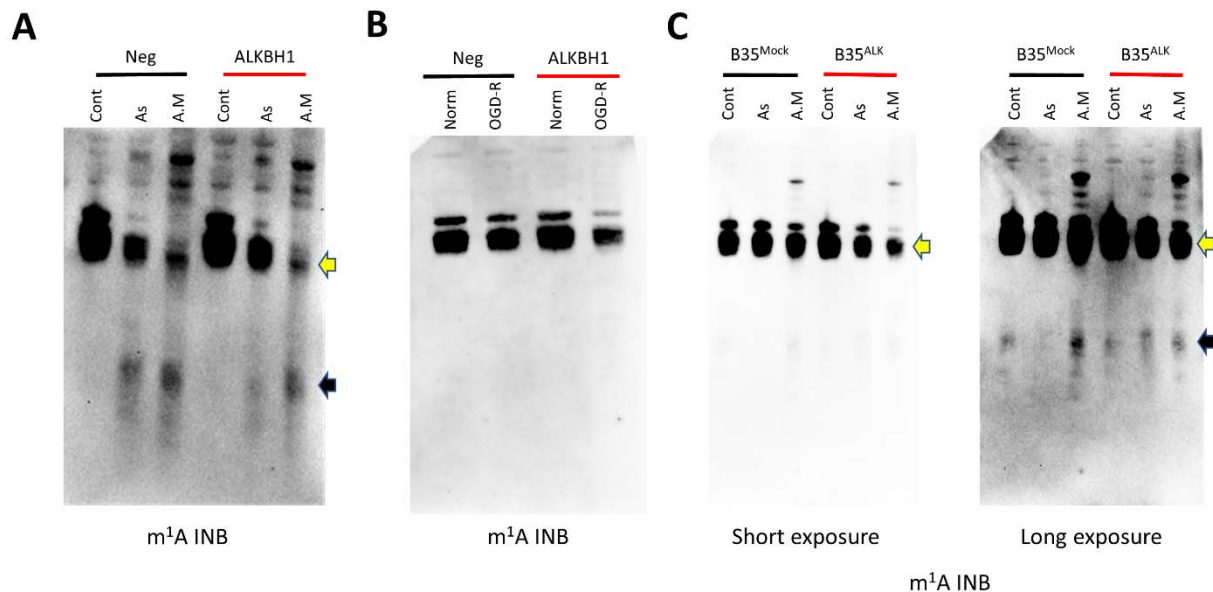 A
Neg ALKBH1
Cont As A.M Cont As A.M
m¹A INB
B
Neg ALKBH1
Norm OGD-R Norm OGD-R
m¹A INB
C
B35ᴹᵒᶜᵏ B35ᴬᴸᴷ
Cont As A.M Cont As A.M
Short exposure
B35ᴹᵒᶜᵏ B35ᴬᴸᴷ
Cont As A.M Cont As A.M
Long exposure
m¹A INB